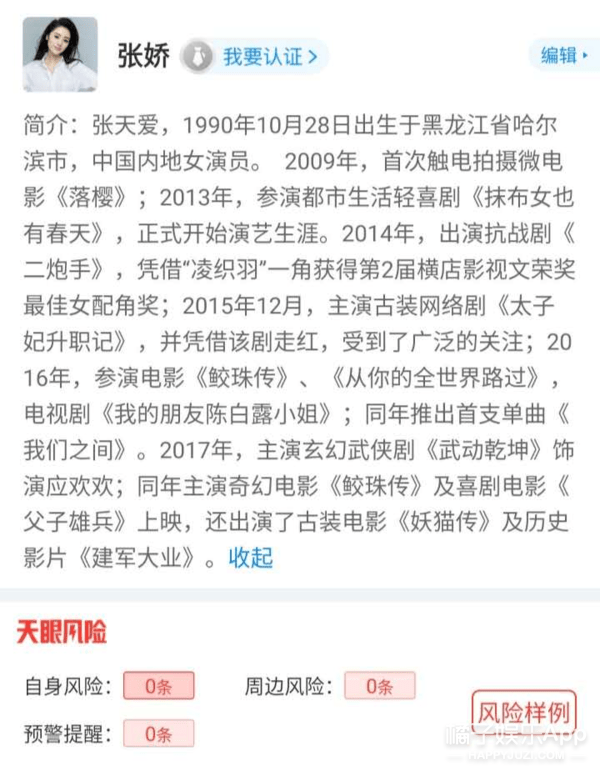 张娇 我要认证 > 编辑
简介：张天爱，1990年10月28日出生于黑龙江省哈尔
滨市，中国内地女演员。 2009年，首次触电拍摄微电
影《落樱》；2013年，参演都市生活轻喜剧《抹布女也
有春天》，正式开始演艺生涯。2014年，出演抗战剧《
二炮手》，凭借“凌织羽”一角获得第2届横店影视文荣奖
最佳女配角奖；2015年12月，主演古装网络剧《太子
妃升职记》，并凭借该剧走红，受到了广泛的关注；20
16年，参演电影《鲛珠传》、《从你的全世界路过》，
电视剧《我的朋友陈白露小姐》；同年推出首支单曲《
我们之间》。2017年，主演玄幻武侠剧《武动乾坤》饰
演应欢欢；同年主演奇幻电影《鲛珠传》及喜剧电影《
父子雄兵》上映，还出演了古装电影《妖猫传》及历史
影片《建军大业》。收起
天眼风险
自身风险： 0条 周边风险： 0条
预警提醒： 0条
风险样例
橘子娱乐App
HAPPYJUZI.COM